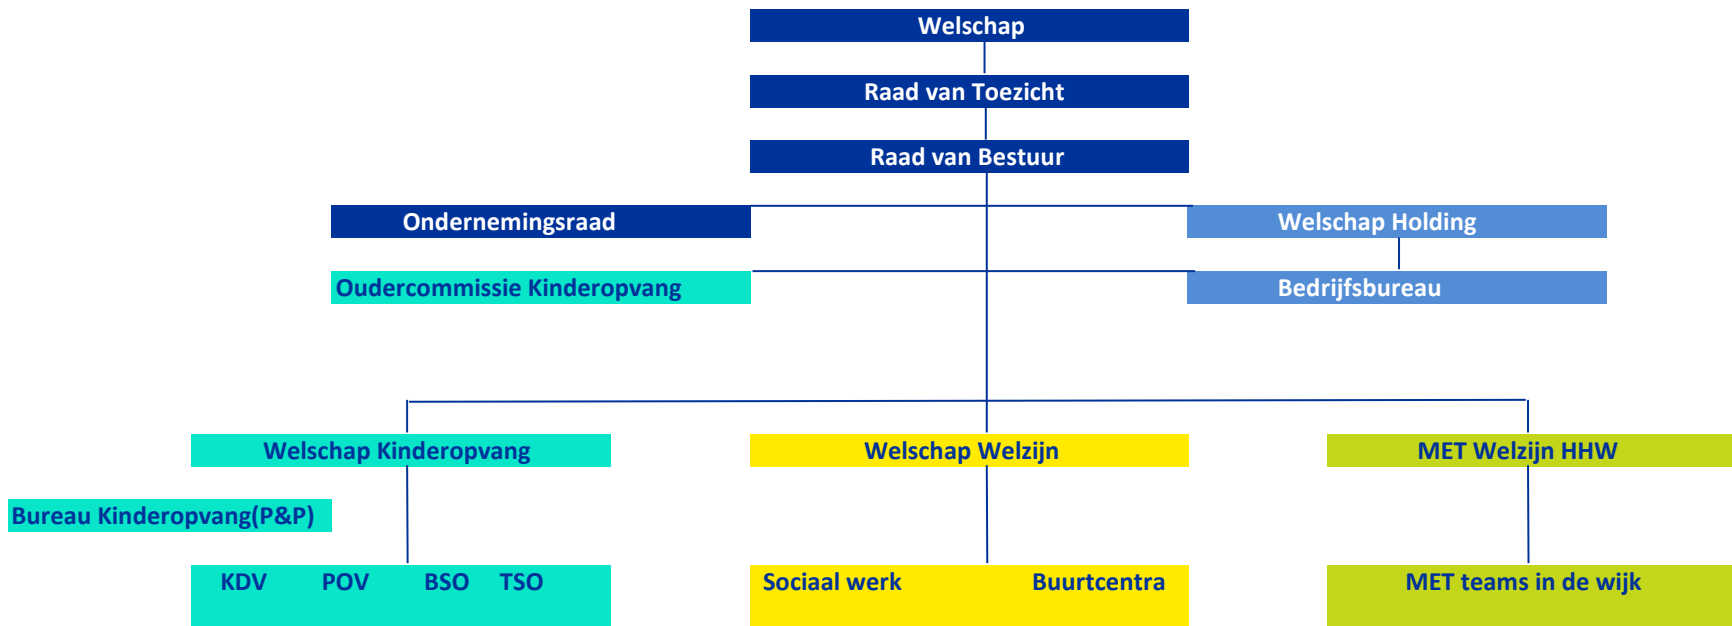 Welschap
Raad van Toezicht
Raad van Bestuur
Ondernemingsraad
Welschap Holding
Oudercommissie Kinderopvang
Bedrijfsbureau
Welschap Kinderopvang
Welschap Welzijn
MET Welzijn HHW
Bureau Kinderopvang(P&P)
KDV POV BSO TSO
Sociaal werk Buurtcentra
MET teams in de wijk